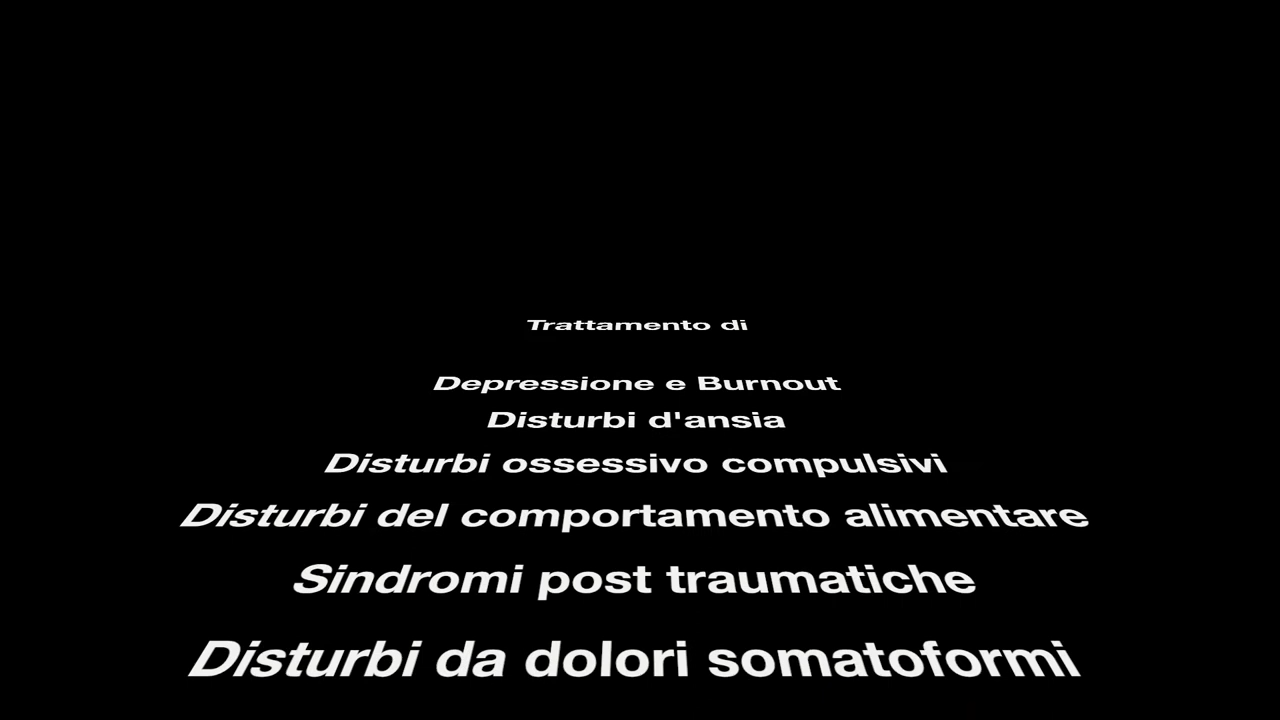 Trattamento di
Depressione e Burnout
Disturbi d'ansia
Disturbi ossessivo compulsivi
Disturbi del comportamento alimentare
Sindromi post traumatiche
Disturbi da dolori somatoformi